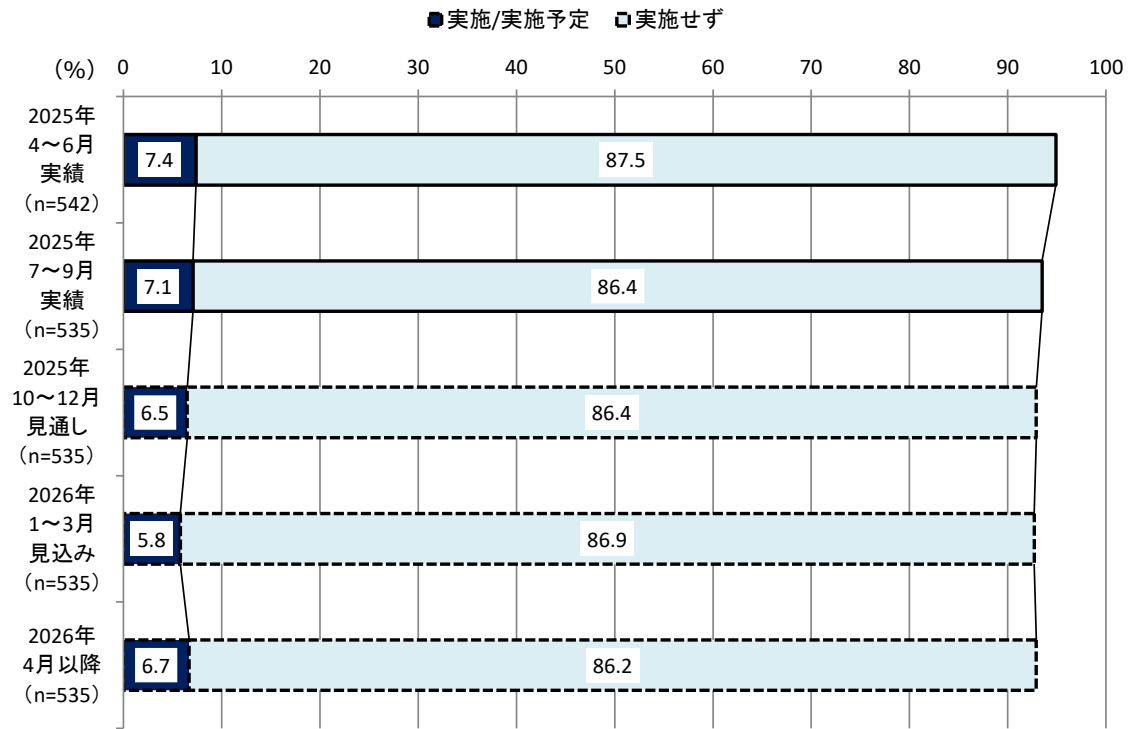 実施/実施予定 実施せず
(%) 0 10 20 30 40 50 60 70 80 90 100
2025年
4～6月
実績
（n=542）
7.4 87.5
2025年
7～9月
実績
（n=535）
7.1 86.4
2025年
10～12月
見通し
（n=535）
6.5 86.4
2026年
1～3月
見込み
（n=535）
5.8 86.9
2026年
4月以降
（n=535）
6.7 86.2